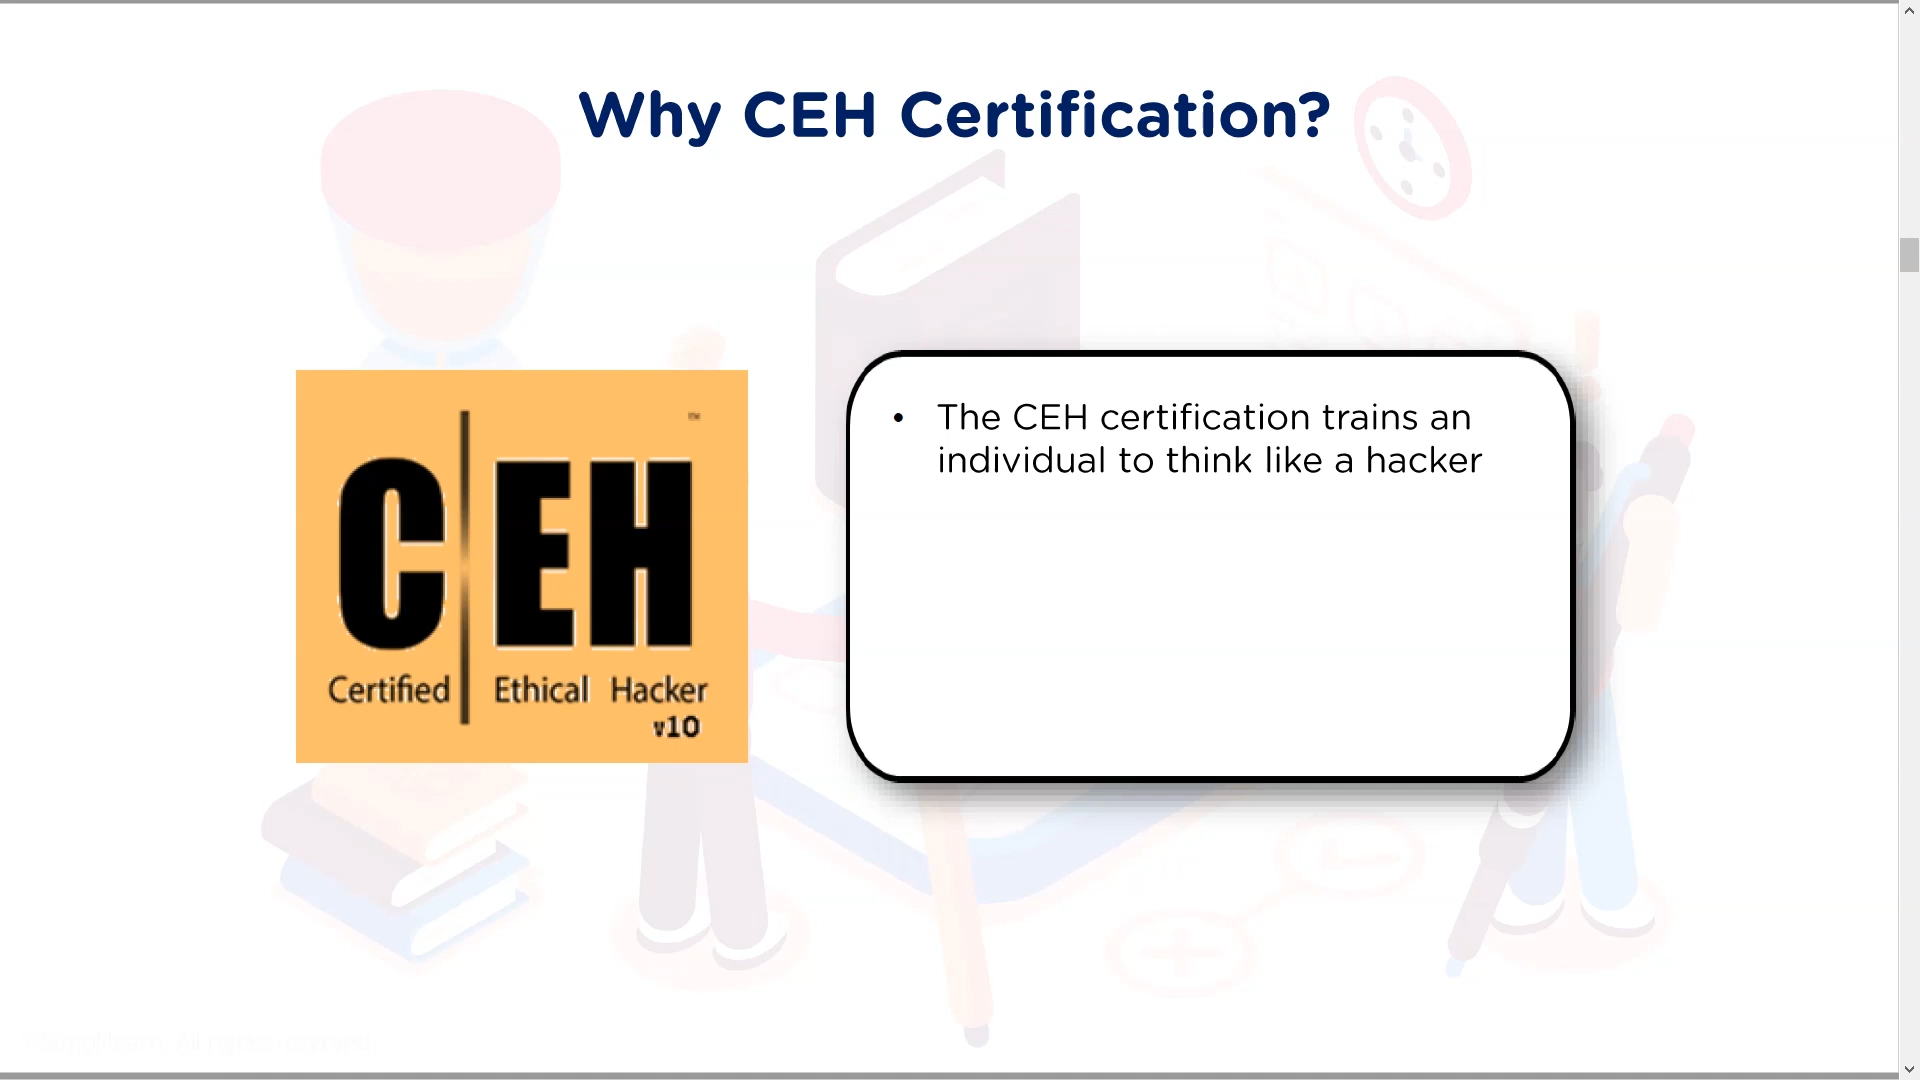 Why CEH Certification?
TM
C EH
Certified Ethical Hacker
v10
• The CEH certification trains an
individual to think like a hacker